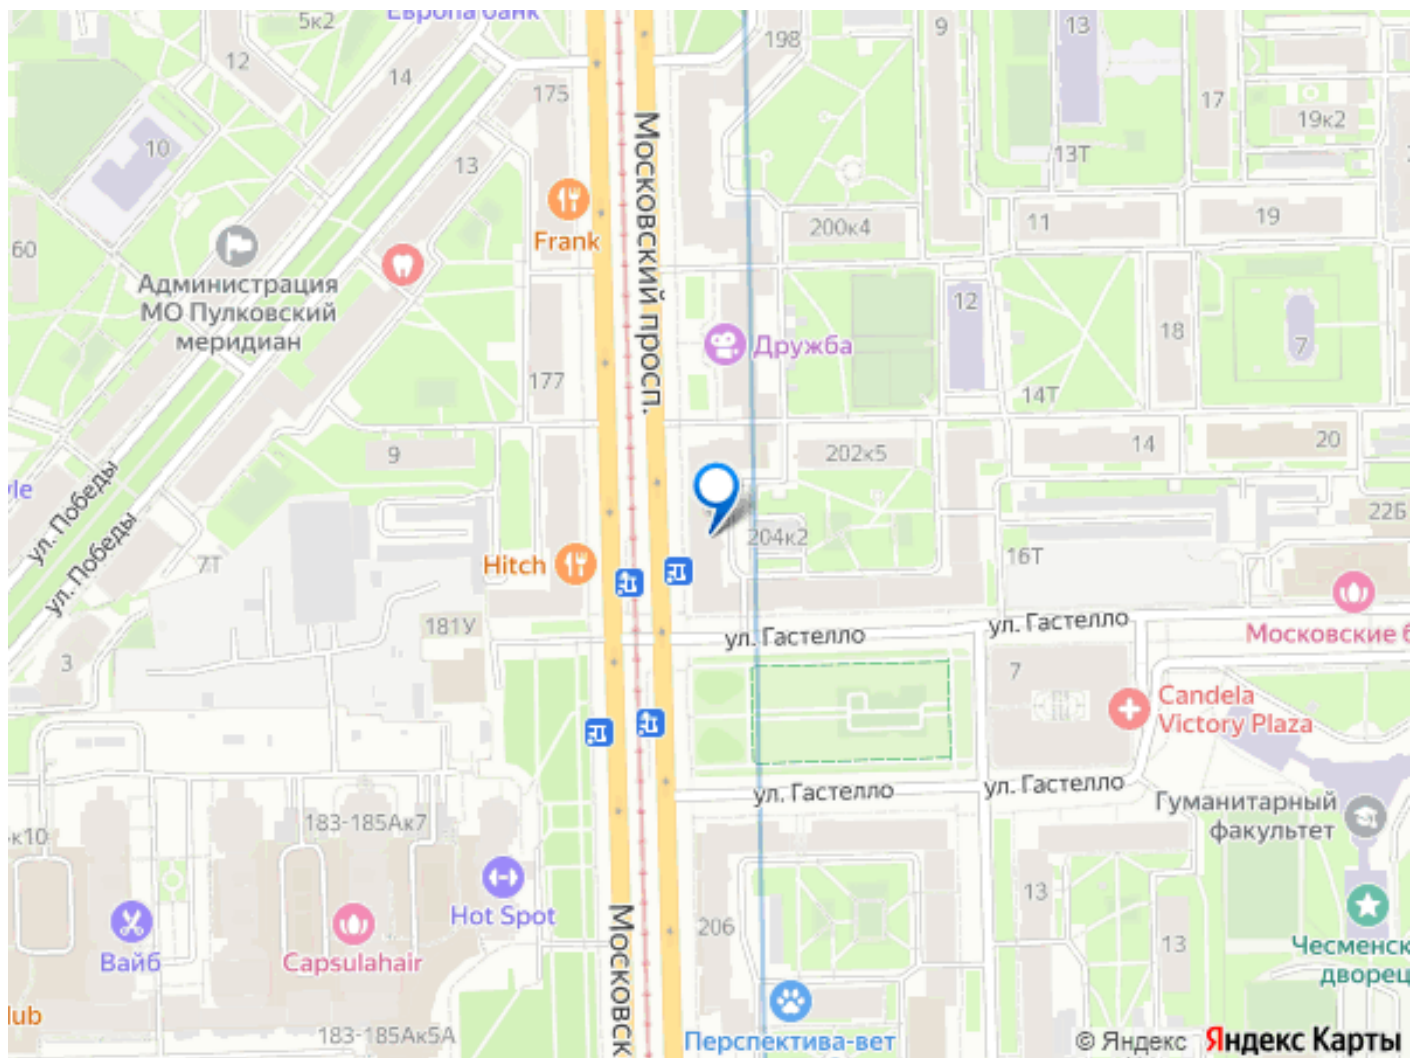 Европа банк
5к2
198
9
13
12
14
175
17
19к2
10
13
13Т
Московский просп.
11
19
60
Frank
200к4
Администрация
МО Пулковский
меридиан
12
18
7
Дружба
177
14Т
9
202к5
14
20
ул. Победы
ул. Победы
204к2
22Б
7Т
Hitch
16Т
181У
ул. Гастелло
ул. Гастелло
Московские б
3
7
Candela
Victory Plaza
ул. Гастелло
ул. Гастелло
183-185Ак7
Гуманитарный
факультет
к10
Hot Spot
206
13
13
Вайб
Capsulahair
Московск
Чесменск
дворец
lub
183-185Ак5А
Перспектива-вет
© Яндекс Яндекс Карты